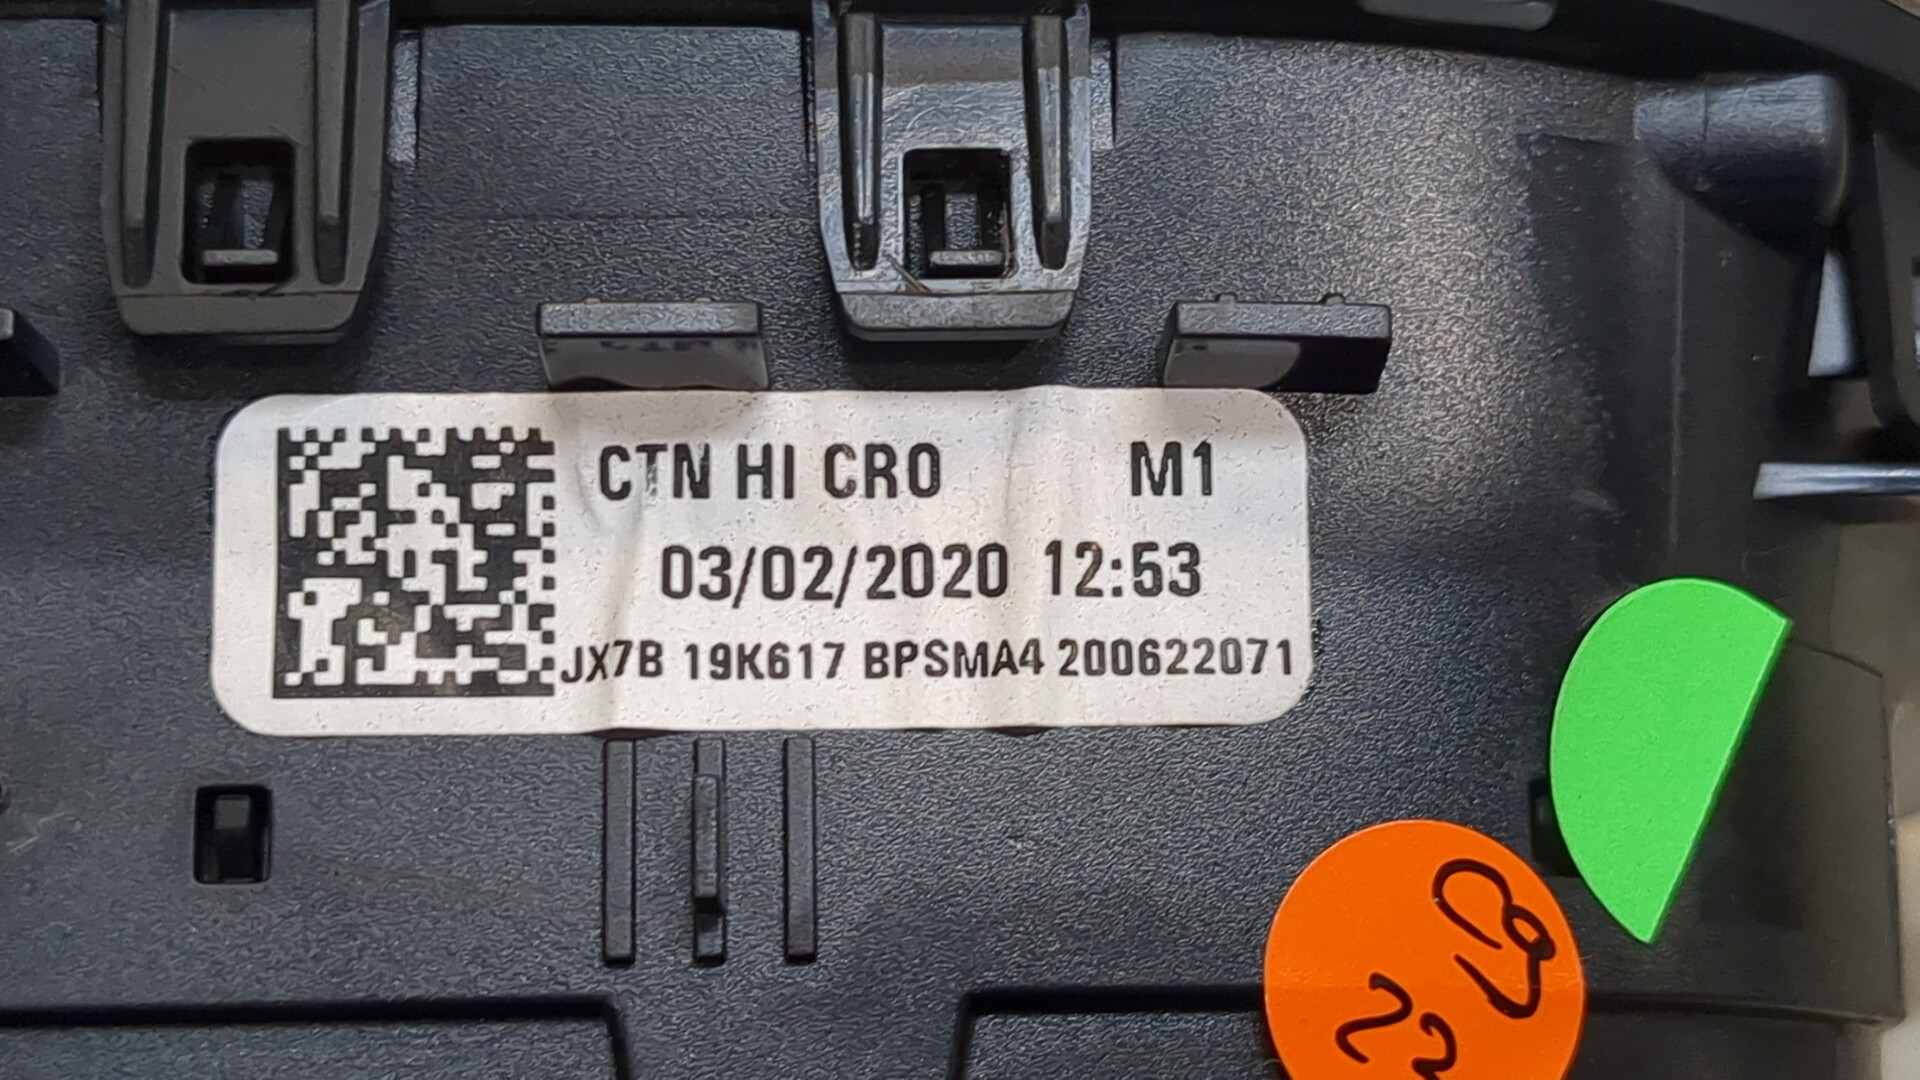 CTN HI CRO M1
03/02/2020 12:53
JX7B 19K617 BPSMA4 200622071